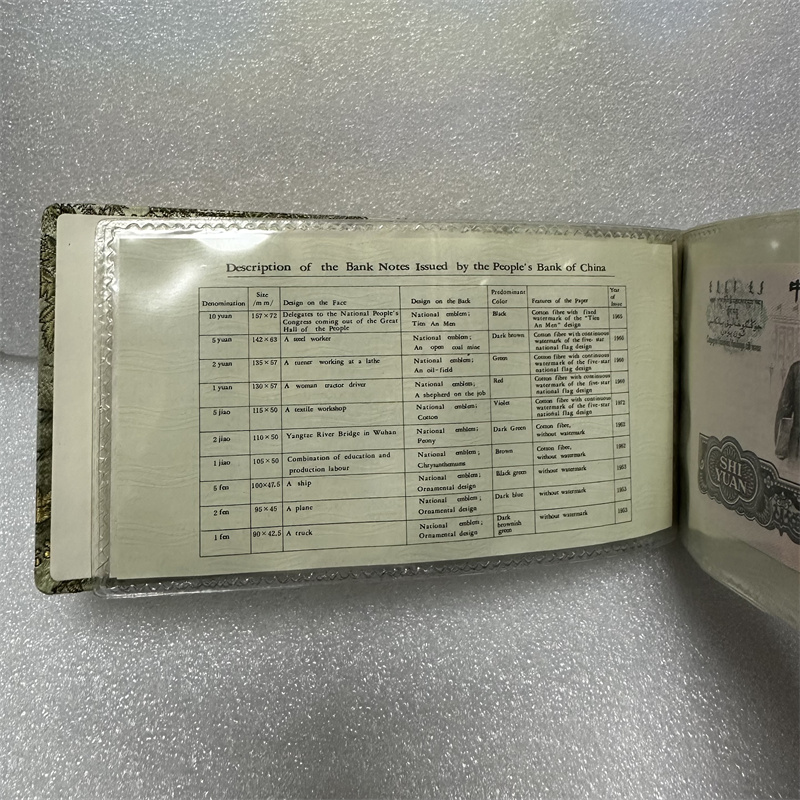 Description of the Bank Notes Issued by the People's Bank of China
Denomination Size /m m/ Design on the Face Design on the Back Predominant Color Features of the Paper Year of Issue
10 yuan 157×72 Delegates to the National People's Congress coming out of the Great Hall of the People National emblem; Tien An Men Black Cotton fibre with fixed watermark of the "Tien An Men" design 1965
5 yuan 142×63 A steel worker National emblem; An open coal mine Dark brown Cotton fibre with continuous watermark of the five-star national flag design 1960
2 yuan 135×57 A turner working at a lathe National emblem; An oil-field Green Cotton fibre with continuous watermark of the five-star national flag design 1960
1 yuan 130×57 A woman tractor driver National emblem; A shepherd on the job Red Cotton fibre with continuous watermark of the five-star national flag design 1960
5 jiao 115×50 A textile workshop National emblem; Cotton Violet Cotton fibre with continuous watermark of the five-star national flag design 1972
2 jiao 110×50 Yangtze River Bridge in Wuhan National emblem; Peony Dark Green Cotton fibre, without watermark 1962
1 jiao 105×50 Combination of education and production labour National emblem; Chrysanthemums Brown Cotton fibre, without watermark 1962
5 fen 100×47.5 A ship National emblem; Ornamental design Black green without watermark 1953
2 fen 95×45 A plane National emblem; Ornamental design Dark blue without watermark 1953
1 fen 90×42.5 A truck National emblem; Ornamental design Dark brownish green without watermark 1953
中
SHI
YUAN